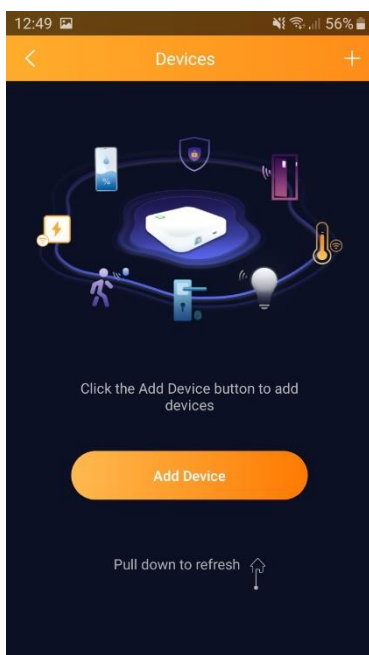 12:49 56%
Devices
%
Click the Add Device button to add
devices
Add Device
Pull down to refresh